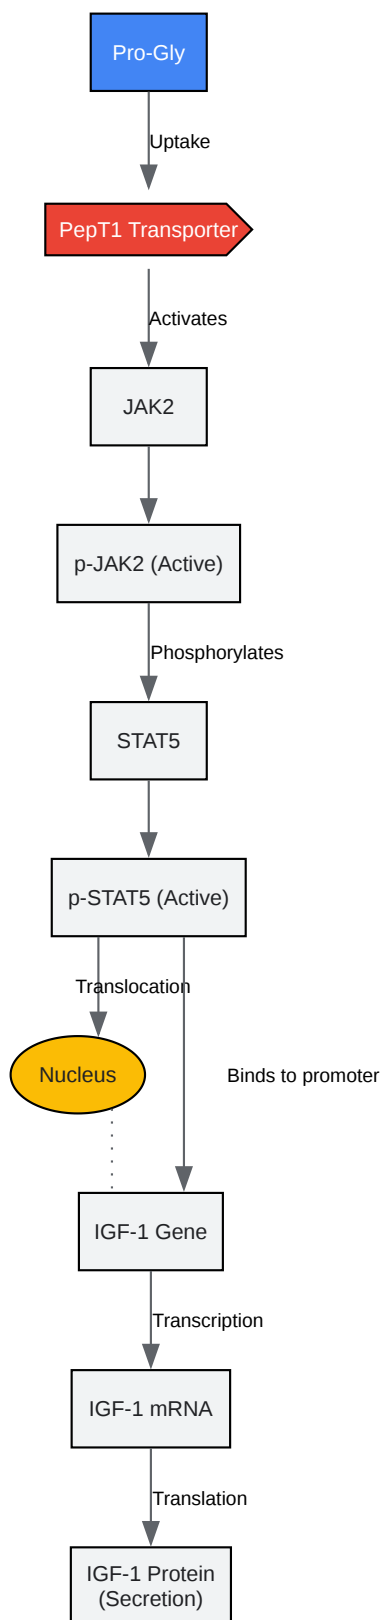 Pro-Gly
Uptake
PepT1 Transporter
Activates
JAK2
p-JAK2 (Active)
Phosphorylates
STAT5
p-STAT5 (Active)
Translocation
Nucleus
Binds to promoter
IGF-1 Gene
Transcription
IGF-1 mRNA
Translation
IGF-1 Protein
(Secretion)